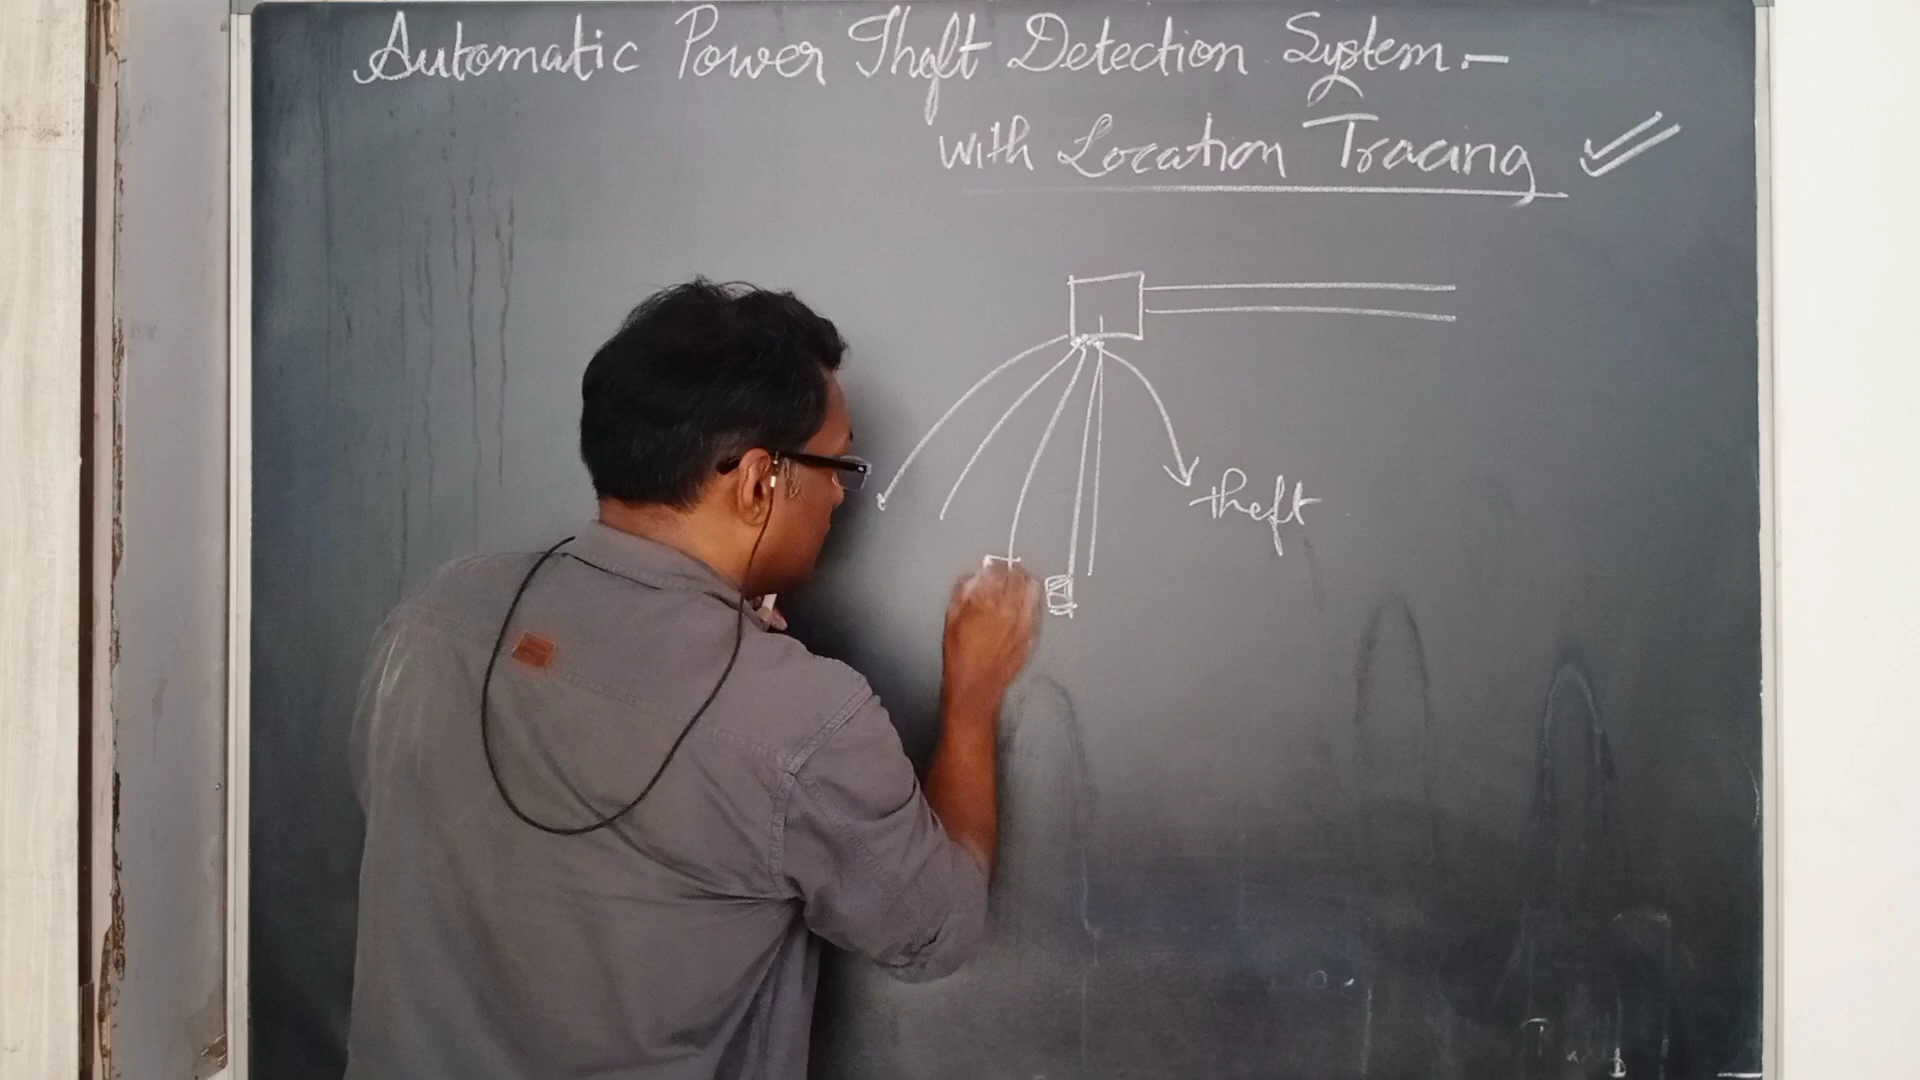 Automatic Power Theft Detection System :-
with Location Tracing
theft